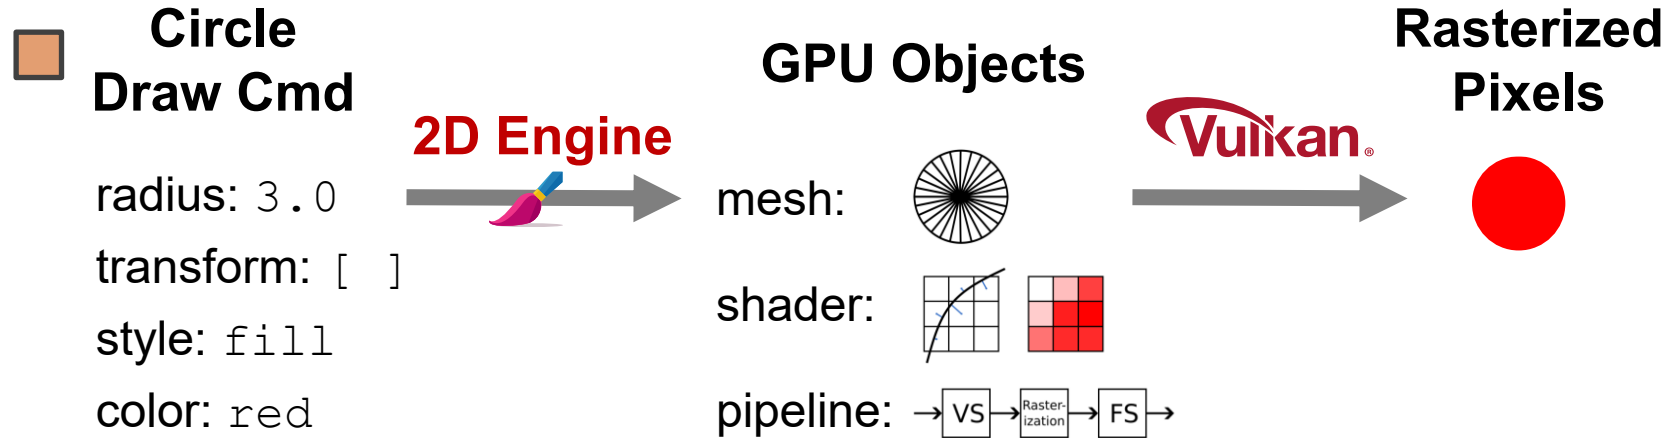 Circle
Draw Cmd
radius: 3.0
transform: [ ]
style: fill
color: red
2D Engine
GPU Objects
mesh:
shader:
pipeline:
VS
Raster-
ization
FS
Vulkan®
Rasterized
Pixels